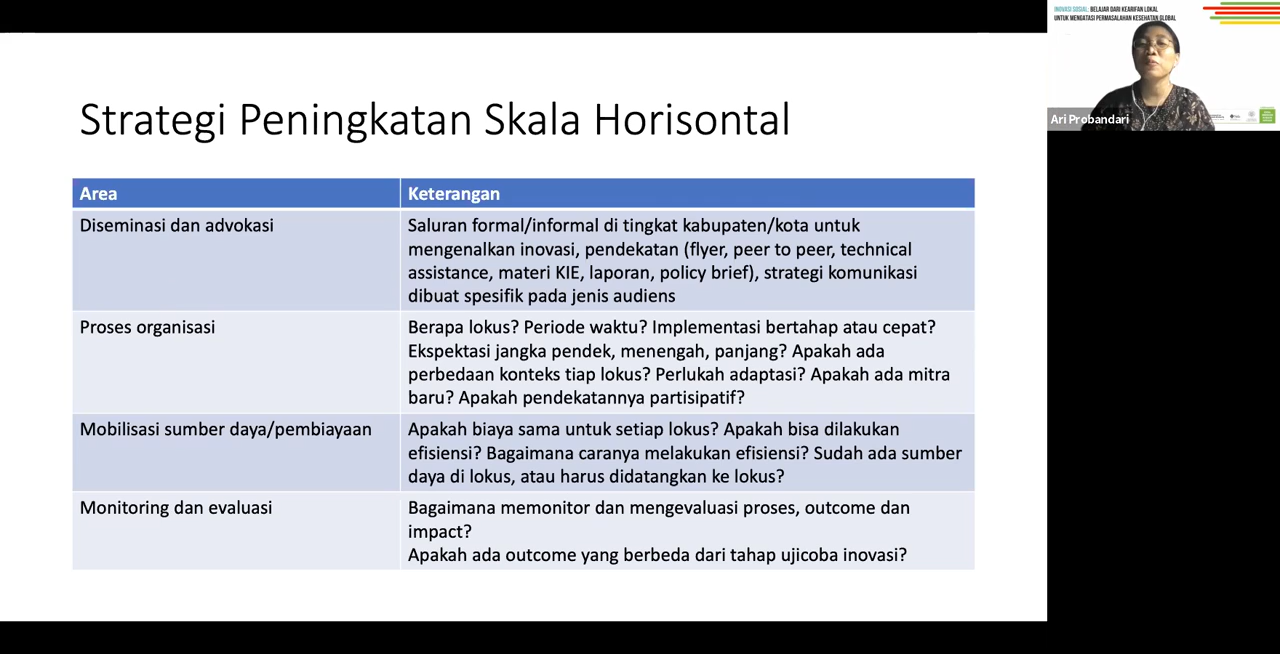 Strategi Peningkatan Skala Horisontal
Area
Keterangan
Diseminasi dan advokasi
Saluran formal/informal di tingkat kabupaten/kota untuk
mengenalkan inovasi, pendekatan (flyer, peer to peer, technical
assistance, materi KIE, laporan, policy brief), strategi komunikasi
dibuat spesifik pada jenis audiens
Proses organisasi
Berapa lokus? Periode waktu? Implementasi bertahap atau cepat?
Ekspektasi jangka pendek, menengah, panjang? Apakah ada
perbedaan konteks tiap lokus? Perlukah adaptasi? Apakah ada mitra
baru? Apakah pendekatannya partisipatif?
Mobilisasi sumber daya/pembiayaan
Apakah biaya sama untuk setiap lokus? Apakah bisa dilakukan
efisiensi? Bagaimana caranya melakukan efisiensi? Sudah ada sumber
daya di lokus, atau harus didatangkan ke lokus?
Monitoring dan evaluasi
Bagaimana memonitor dan mengevaluasi proses, outcome dan
impact?
Apakah ada outcome yang berbeda dari tahap ujicoba inovasi?
INOVASI SOSIAL: BELAJAR DARI KEARIFAN LOKAL
UNTUK MENGATASI PERMASALAHAN KESEHATAN GLOBAL
Ari Probandari